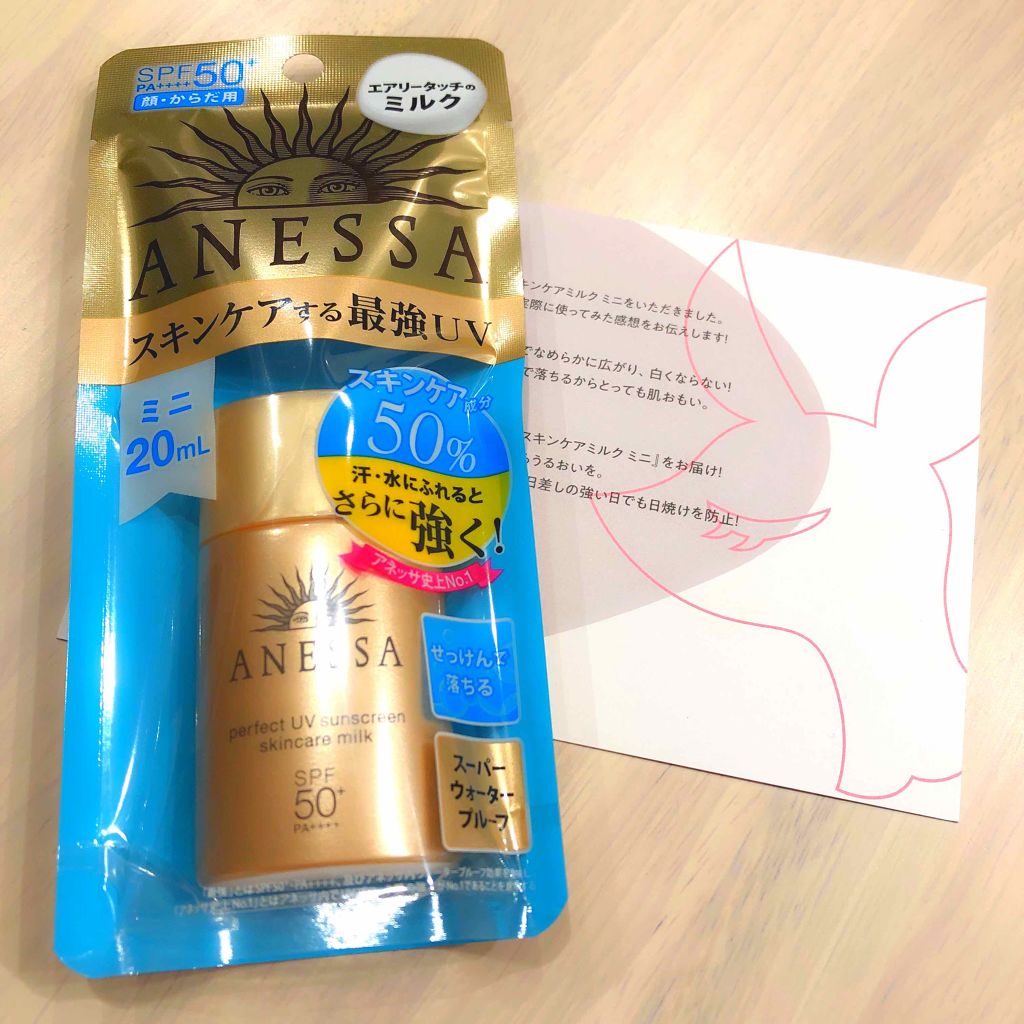 SPF50+
PA++++
顔・からだ用
エアリータッチの
ミルク
ANESSA
スキンケアする最強UV
ミニ
20mL
スキンケア成分
50%
汗・水にふれると
さらに強く!
アネッサ史上No.1
せっけんで
落ちる
スーパー
ウォーター
プルーフ
ANESSA
perfect UV sunscreen
skincare milk
SPF
50+
PA++++
キンケアミルク ミニをいただきました。
実際に使ってみた感想をお伝えします!
でなめらかに広がり、白くならない!
で落ちるからとっても肌おもい。
スキンケアミルク ミニ』をお届け!
うるおいを。
日差しの強い日でも日焼けを防止!